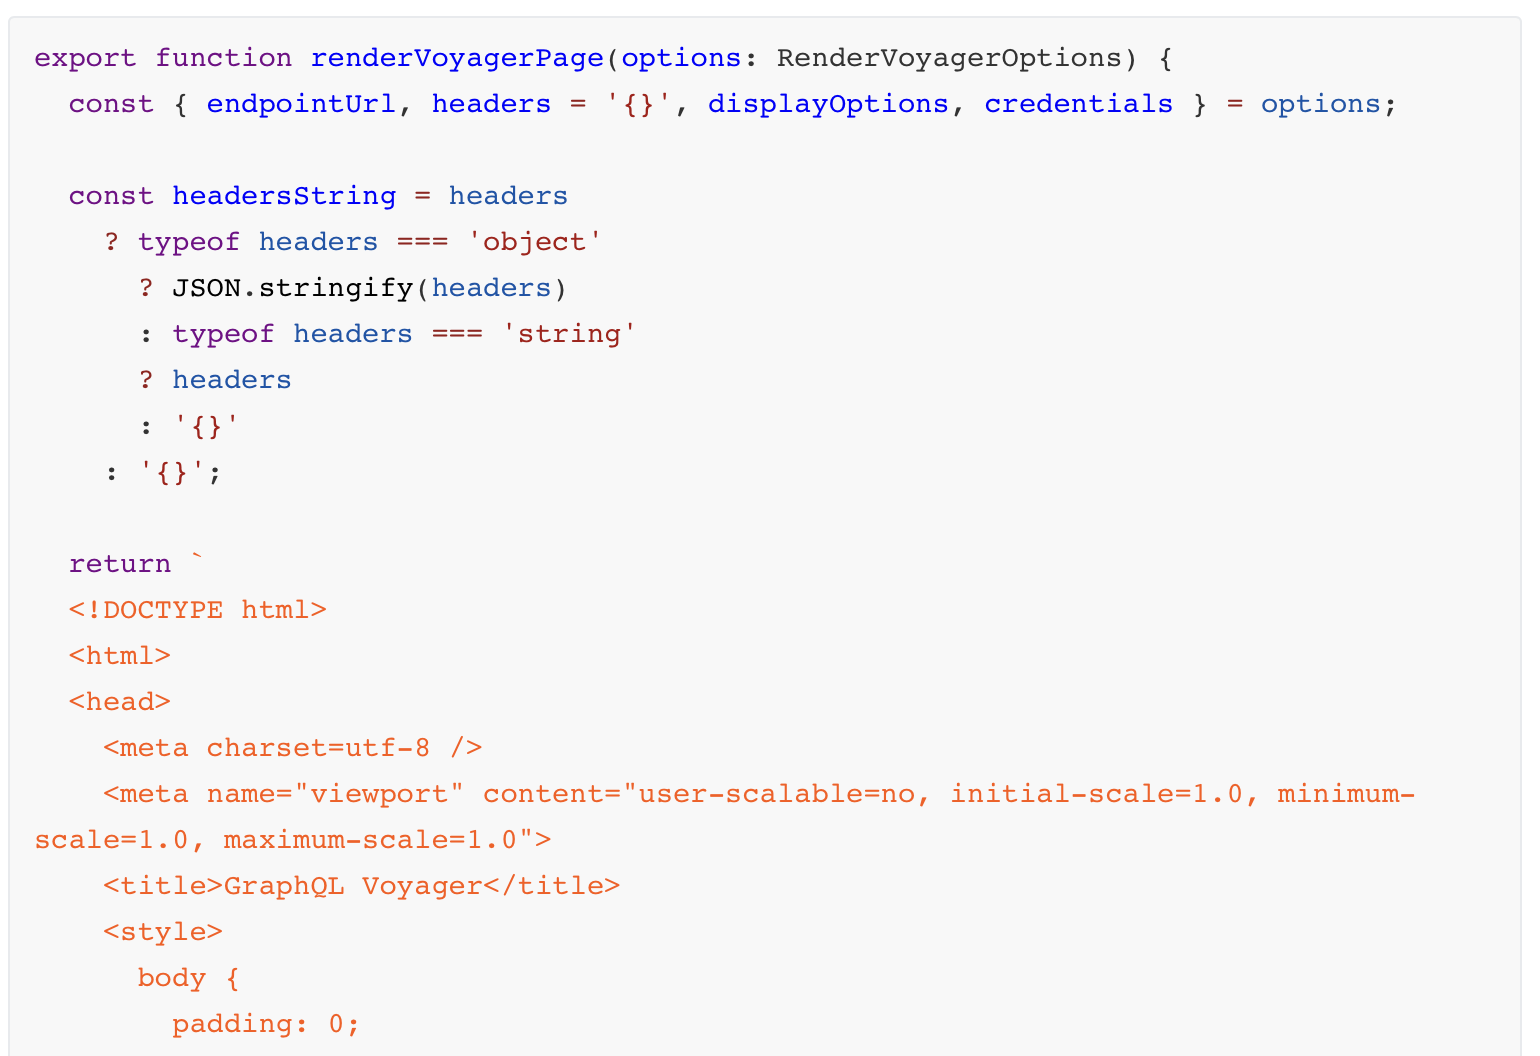 export function renderVoyagerPage(options: RenderVoyagerOptions) {
  const { endpointUrl, headers = '{}', displayOptions, credentials } = options;

  const headersString = headers
    ? typeof headers === 'object'
      ? JSON.stringify(headers)
      : typeof headers === 'string'
      ? headers
      : '{}'
    : '{}';

  return `
  <!DOCTYPE html>
  <html>
  <head>
    <meta charset=utf-8 />
    <meta name="viewport" content="user-scalable=no, initial-scale=1.0, minimum-
scale=1.0, maximum-scale=1.0">
    <title>GraphQL Voyager</title>
    <style>
      body {
        padding: 0;